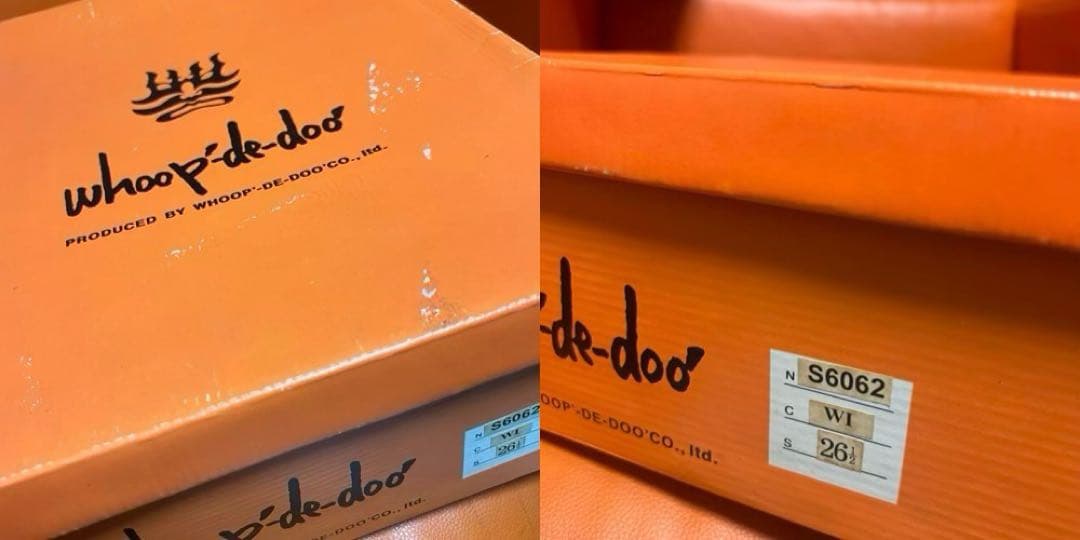 whoop'-de-doo'
PRODUCED BY WHOOP'-DE-DOO'CO.,ltd.
N S6062
C WI
S 26½
whoop'-de-doo'
-DE-DOO'CO., ltd.
-de-doo'
OOP'-DE-DOO'CO., ltd.
N S6062
C WI
S 26½